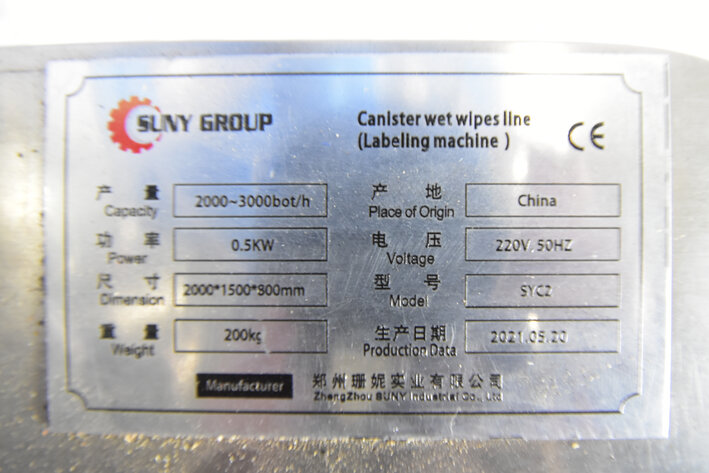 SUNY GROUP
Canister wet wipes line
(Labeling machine )
CE
产 量 2000~3000bot/h 产 地 China
Capacity Place of Origin
功 率 0.5KW 电 压 220V, 50HZ
Power Voltage
尺 寸 2000*1500*800mm 型 号 SYC2
Dimension Model
重 量 200kg 生产日期 2021.05.20
Weight Production Data
Manufacturer 郑州珊妮实业有限公司
ZhengZhou SUNY Industrial Co., Ltd